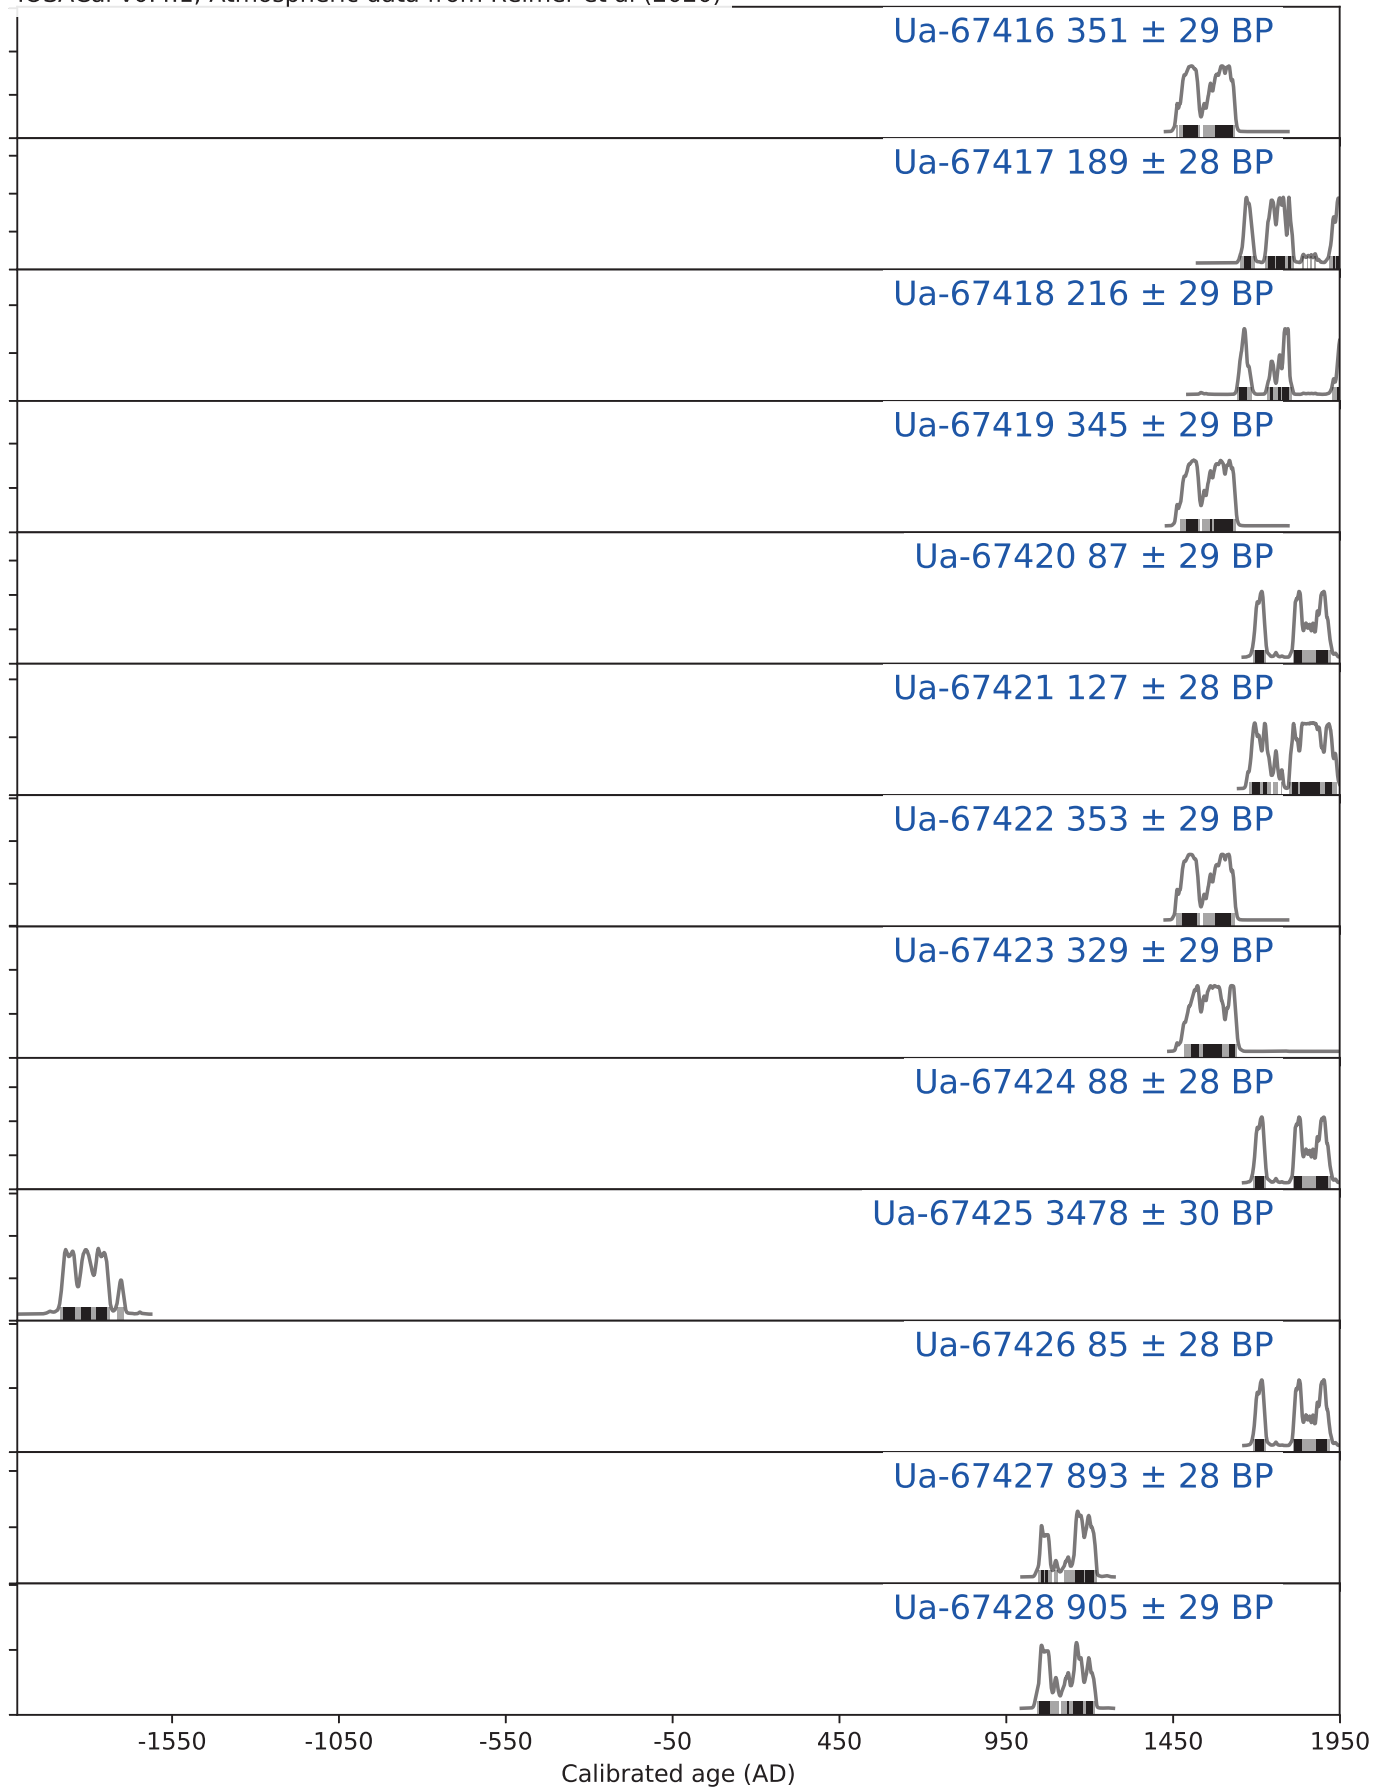 Ua-67416 351 ± 29 BP
Ua-67417 189 ± 28 BP
Ua-67418 216 ± 29 BP
Ua-67419 345 ± 29 BP
Ua-67420 87 ± 29 BP
Ua-67421 127 ± 28 BP
Ua-67422 353 ± 29 BP
Ua-67423 329 ± 29 BP
Ua-67424 88 ± 28 BP
Ua-67425 3478 ± 30 BP
Ua-67426 85 ± 28 BP
Ua-67427 893 ± 28 BP
Ua-67428 905 ± 29 BP
-1550 -1050 -550 -50 450 950 1450 1950
Calibrated age (AD)